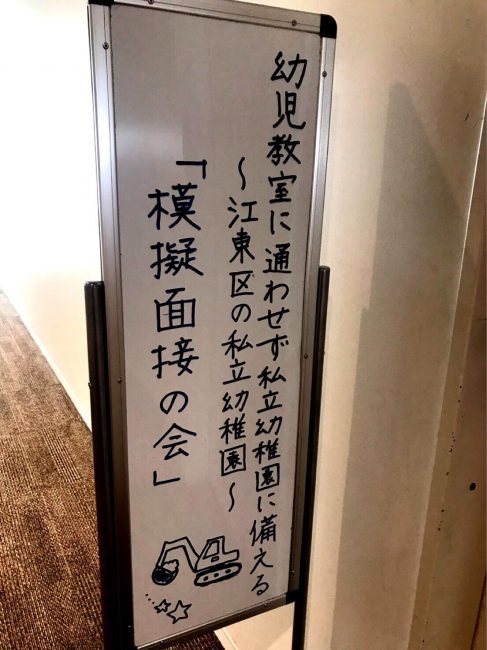 幼児教室に通わせず私立幼稚園に備える
～江東区の私立幼稚園～
「模擬面接の会」